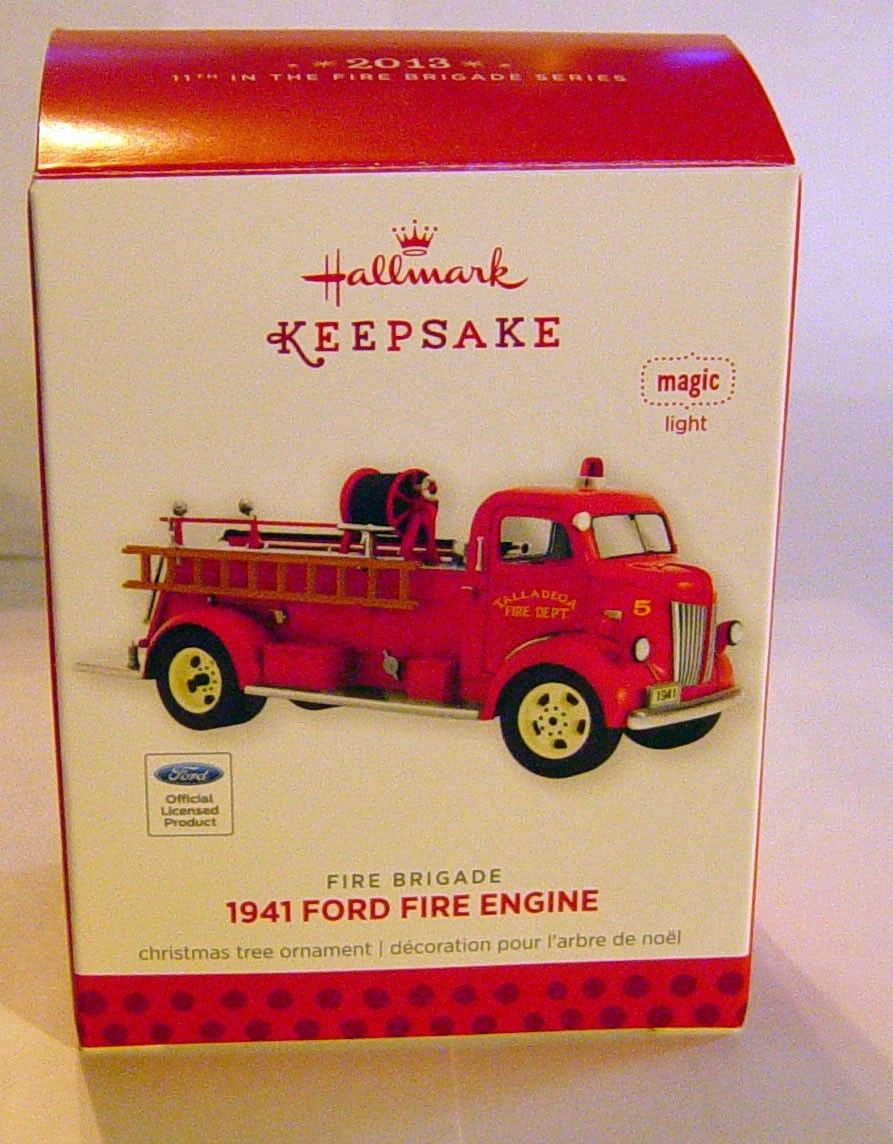 * 2013 *
11TH IN THE FIRE BRIGADE SERIES
Hallmark
KEEPSAKE
magic
light
TALLADEGA
FIRE DEPT.
5
1941
Ford
Official
Licensed
Product
FIRE BRIGADE
1941 FORD FIRE ENGINE
christmas tree ornament | décoration pour l'arbre de noël